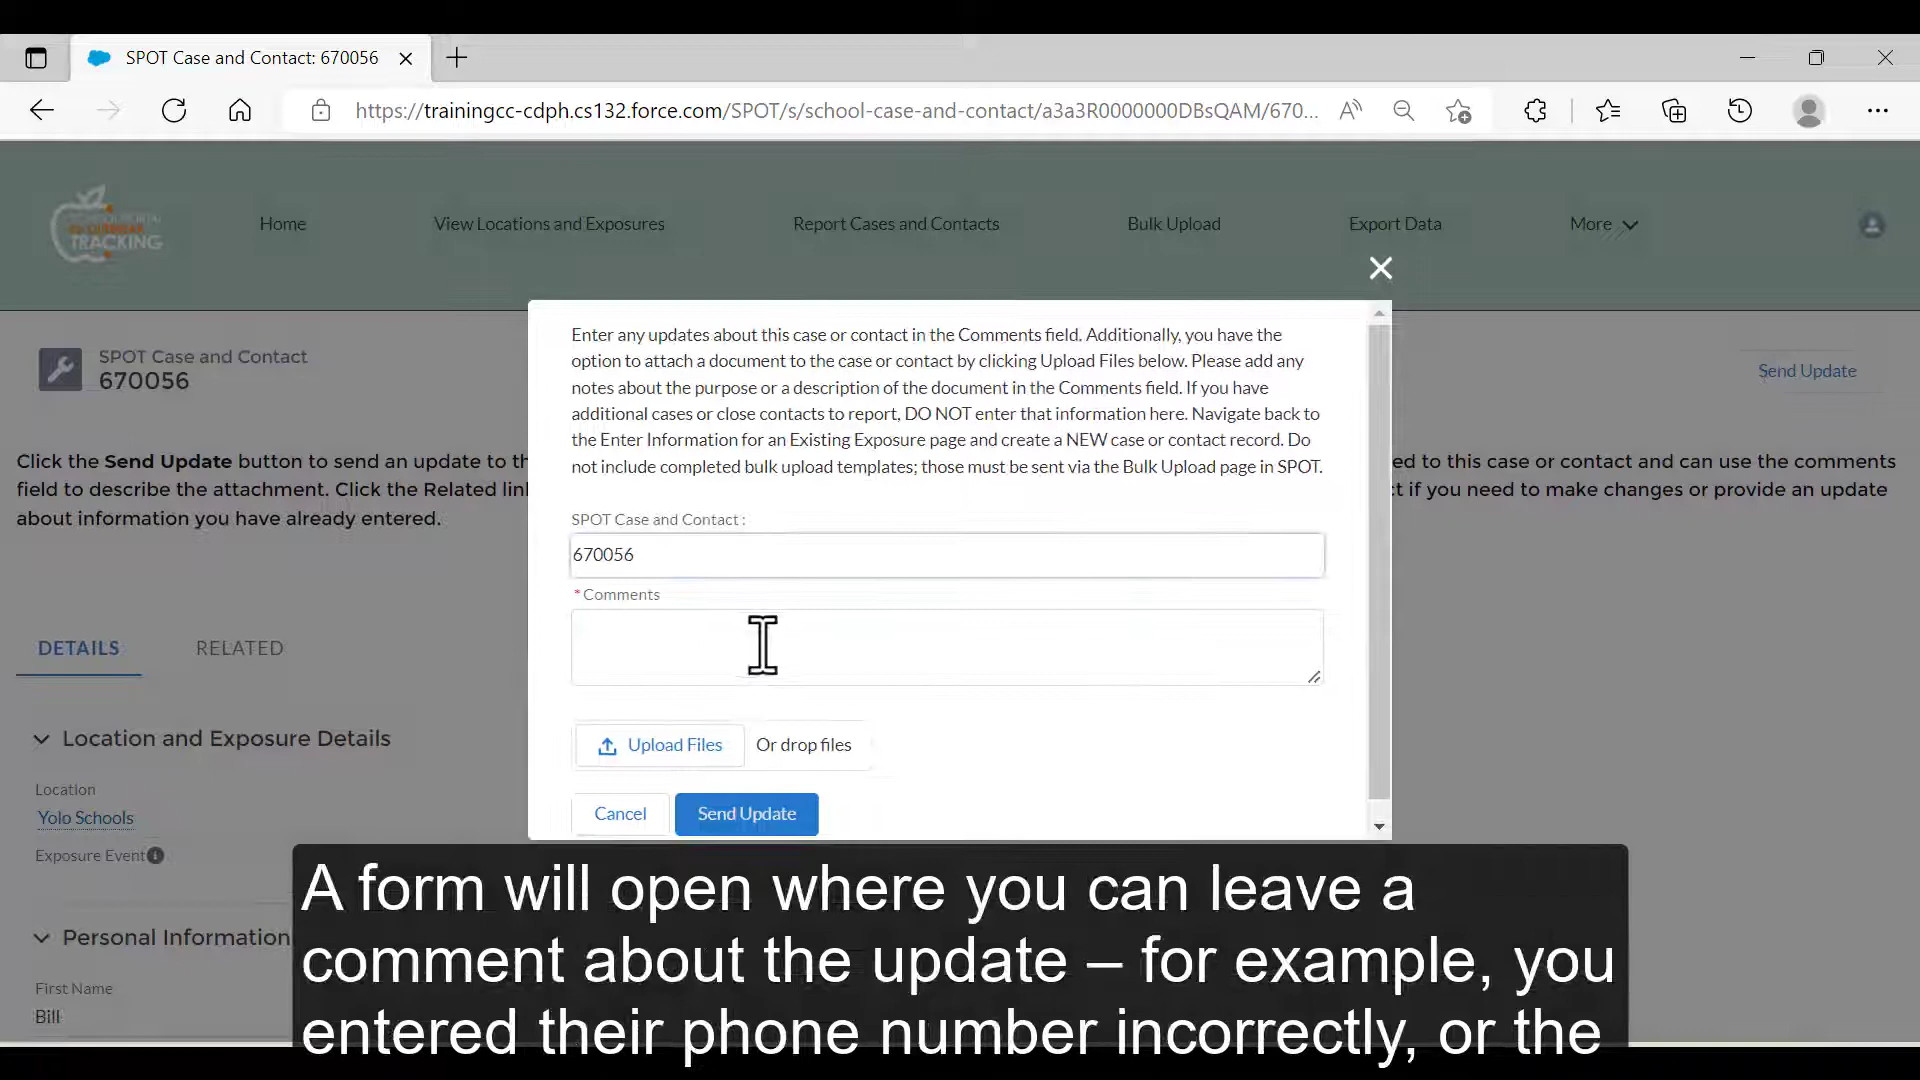 SPOT Case and Contact: 670056
https://trainingcc-cdph.cs132.force.com/SPOT/s/school-case-and-contact/a3a3R0000000DBsQAM/670...
TRACKING
Home
View Locations and Exposures
Report Cases and Contacts
Bulk Upload
Export Data
More
SPOT Case and Contact
670056
Send Update
Click the Send Update button to send an update to th
ed to this case or contact and can use the comments
field to describe the attachment. Click the Related lin
t if you need to make changes or provide an update
about information you have already entered.
Enter any updates about this case or contact in the Comments field. Additionally, you have the
option to attach a document to the case or contact by clicking Upload Files below. Please add any
notes about the purpose or a description of the document in the Comments field. If you have
additional cases or close contacts to report, DO NOT enter that information here. Navigate back to
the Enter Information for an Existing Exposure page and create a NEW case or contact record. Do
not include completed bulk upload templates; those must be sent via the Bulk Upload page in SPOT.
SPOT Case and Contact :
670056
* Comments
Upload Files
Or drop files
Cancel
Send Update
DETAILS
RELATED
Location and Exposure Details
Location
Yolo Schools
Exposure Event
Personal Information
First Name
Bill
A form will open where you can leave a
comment about the update – for example, you
entered their phone number incorrectly, or the